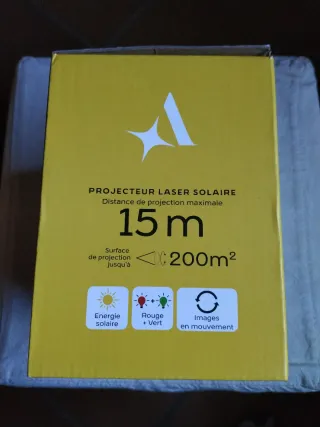 PROJECTEUR LASER SOLAIRE
Distance de projection maximale
15 m
Surface
de projection
jusqu'à
200m²
Energie
solaire
Rouge
+ Vert
Images
en mouvement